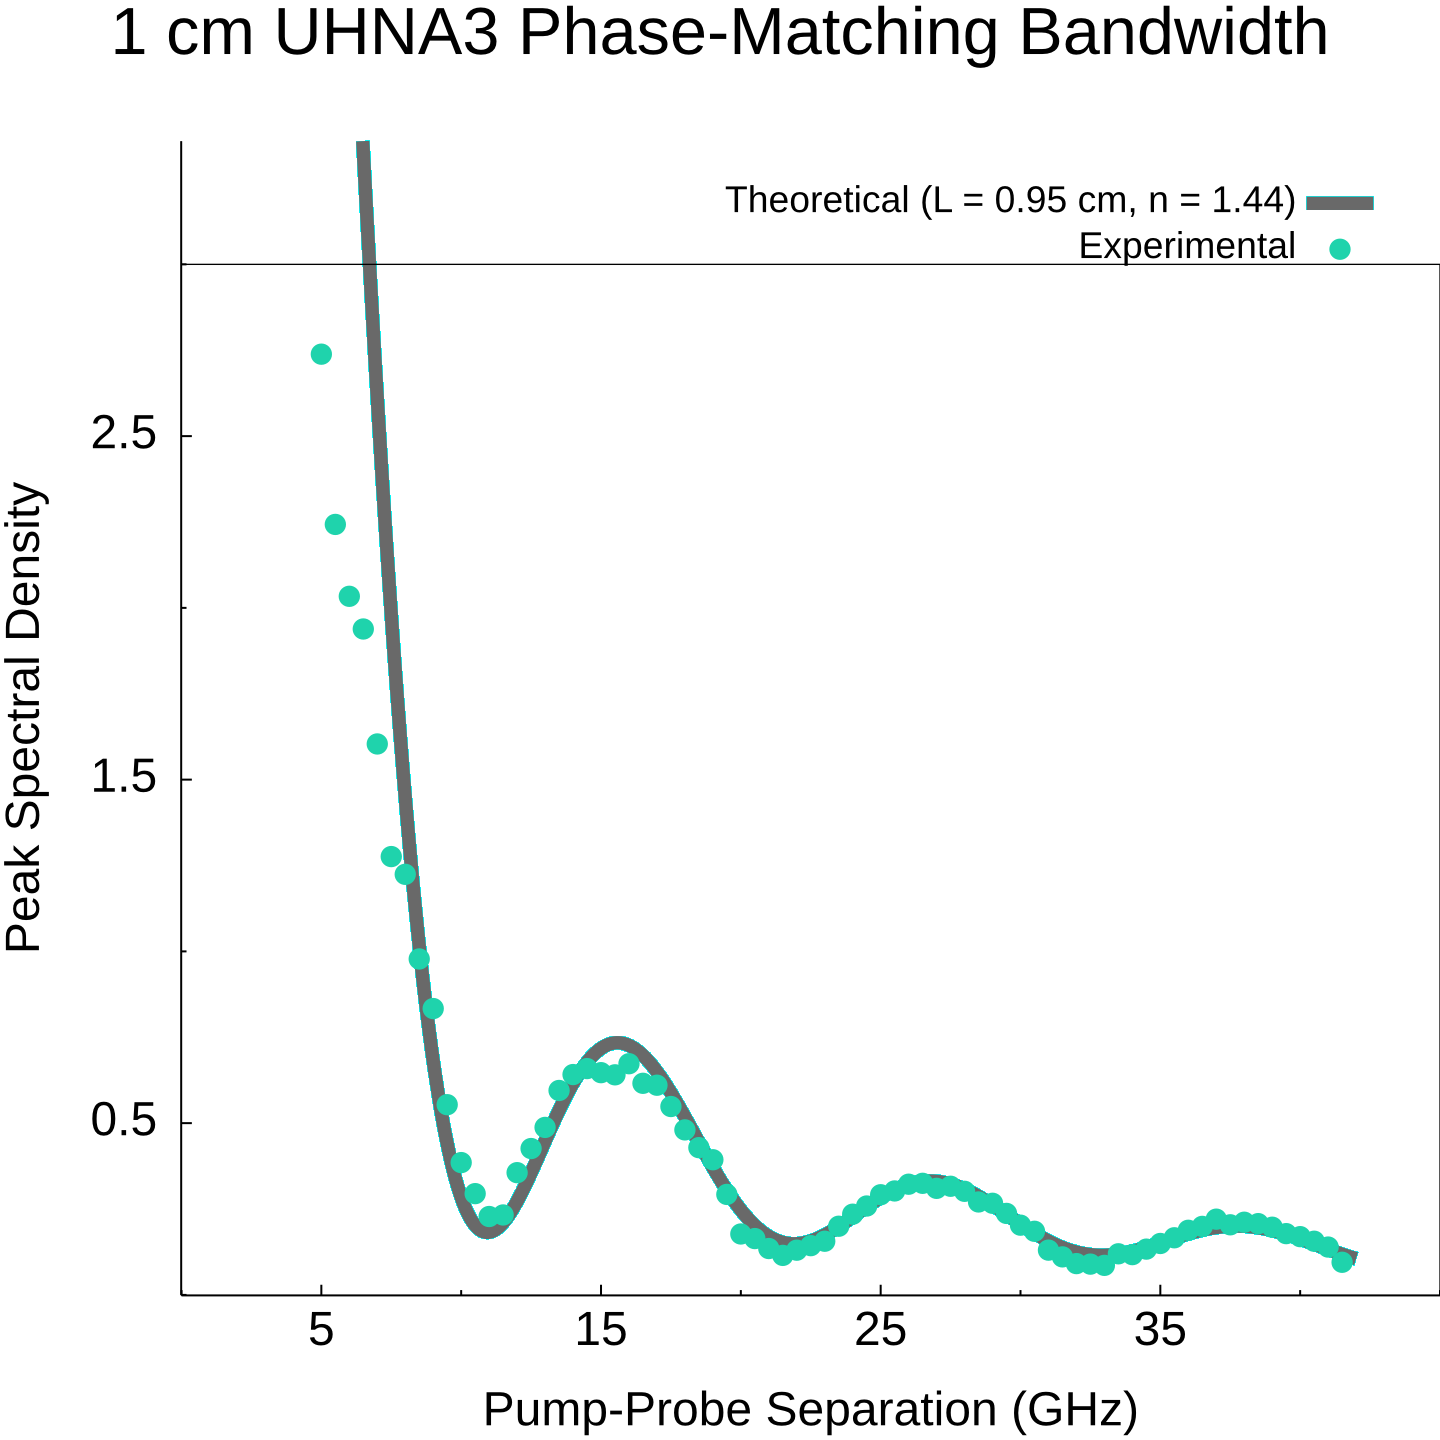 1 cm UHNA3 Phase-Matching Bandwidth
Theoretical (L = 0.95 cm, n = 1.44)
Experimental
2.5
1.5
0.5
Peak Spectral Density
5 15 25 35
Pump-Probe Separation (GHz)